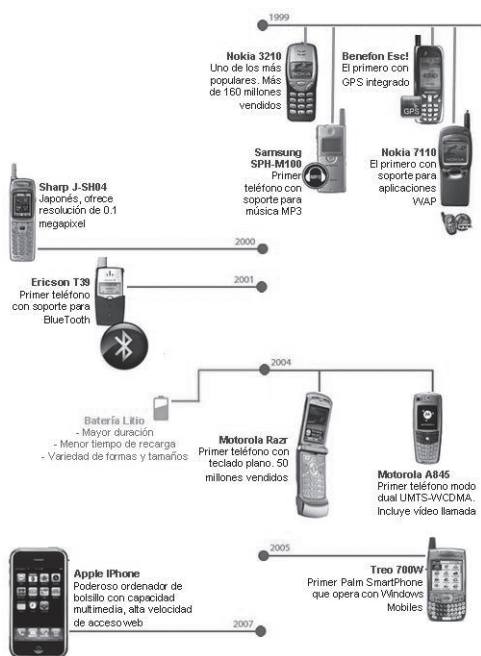 1999
Nokia 3210
Uno de los más
populares. Más
de 160 millones
vendidos
NOKIA
Benefon Esc!
El primero con
GPS integrado
GPS
Samsung
SPH-M100
Primer
teléfono con
soporte para
música MP3
Nokia 7110
El primero con
soporte para
aplicaciones
WAP
Sharp J-SH04
Japonés, ofrece
resolución de 0.1
megapixel
2000
Ericson T39
Primer teléfono
con soporte para
BlueTooth
2001
2004
Batería Litio
- Mayor duración
- Menor tiempo de recarga
- Variedad de formas y tamaños
Motorola Razr
Primer teléfono con
teclado plano. 50
millones vendidos
Motorola A845
Primer teléfono modo
dual UMTS-WCDMA.
Incluye vídeo llamada
2005
Treo 700W
Primer Palm SmartPhone
que opera con Windows
Mobiles
Apple IPhone
Poderoso ordenador de
bolsillo con capacidad
multimedia, alta velocidad
de acceso web
2007